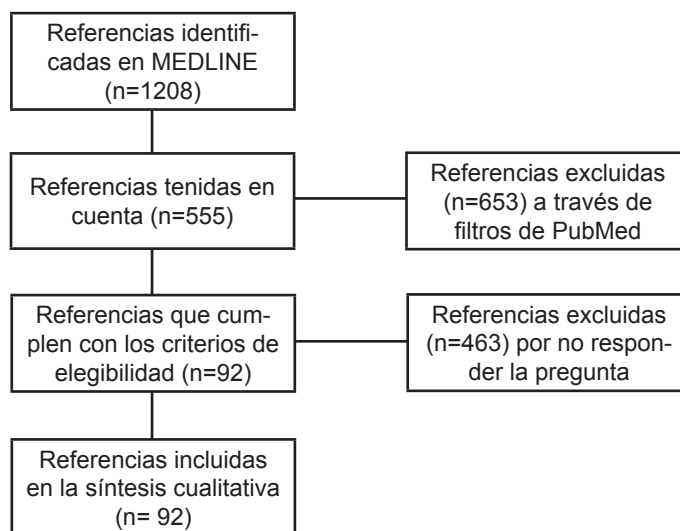 Referencias identifi-
cadas en MEDLINE
(n=1208)
Referencias tenidas en
cuenta (n=555)
Referencias excluidas
(n=653) a través de
filtros de PubMed
Referencias que cum-
plen con los criterios de
elegibilidad (n=92)
Referencias excluidas
(n=463) por no respon-
der la pregunta
Referencias incluidas
en la síntesis cualitativa
(n= 92)